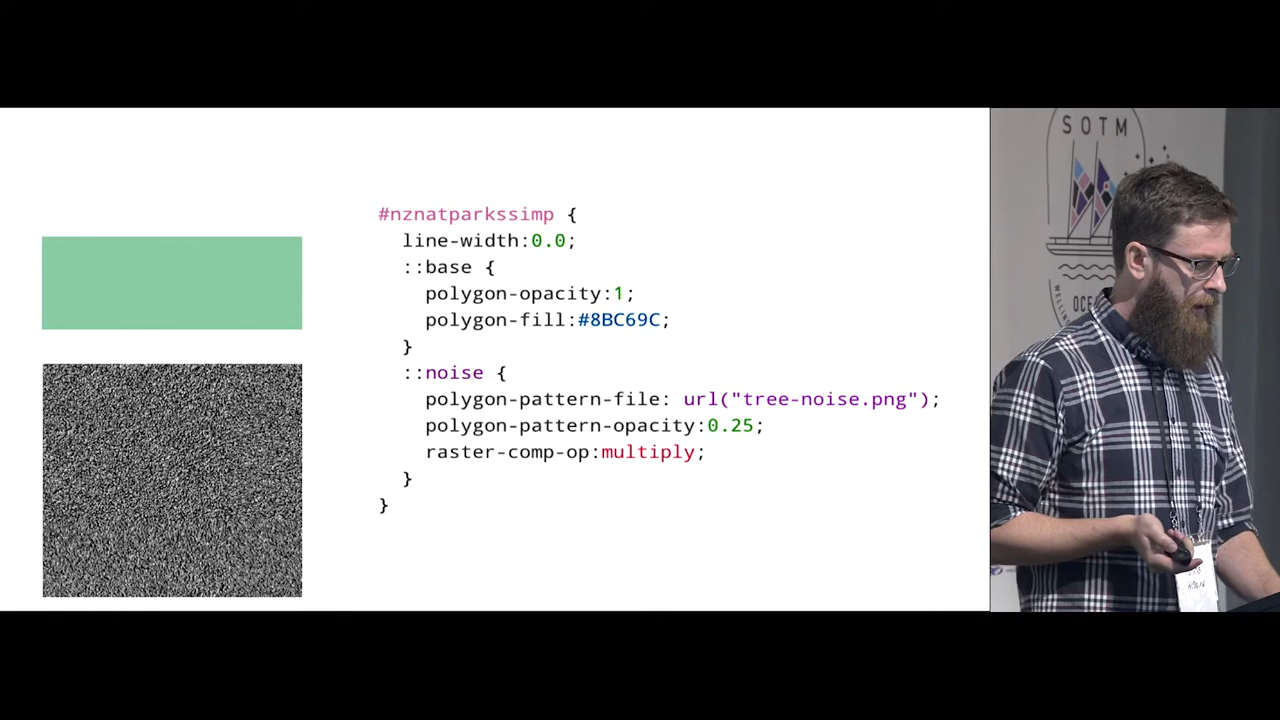 #nznatparkssimp {
line-width:0.0;
::base {
polygon-opacity:1;
polygon-fill:#8BC69C;
}
::noise {
polygon-pattern-file: url("tree-noise.png");
polygon-pattern-opacity:0.25;
raster-comp-op:multiply;
}
}
SOTM